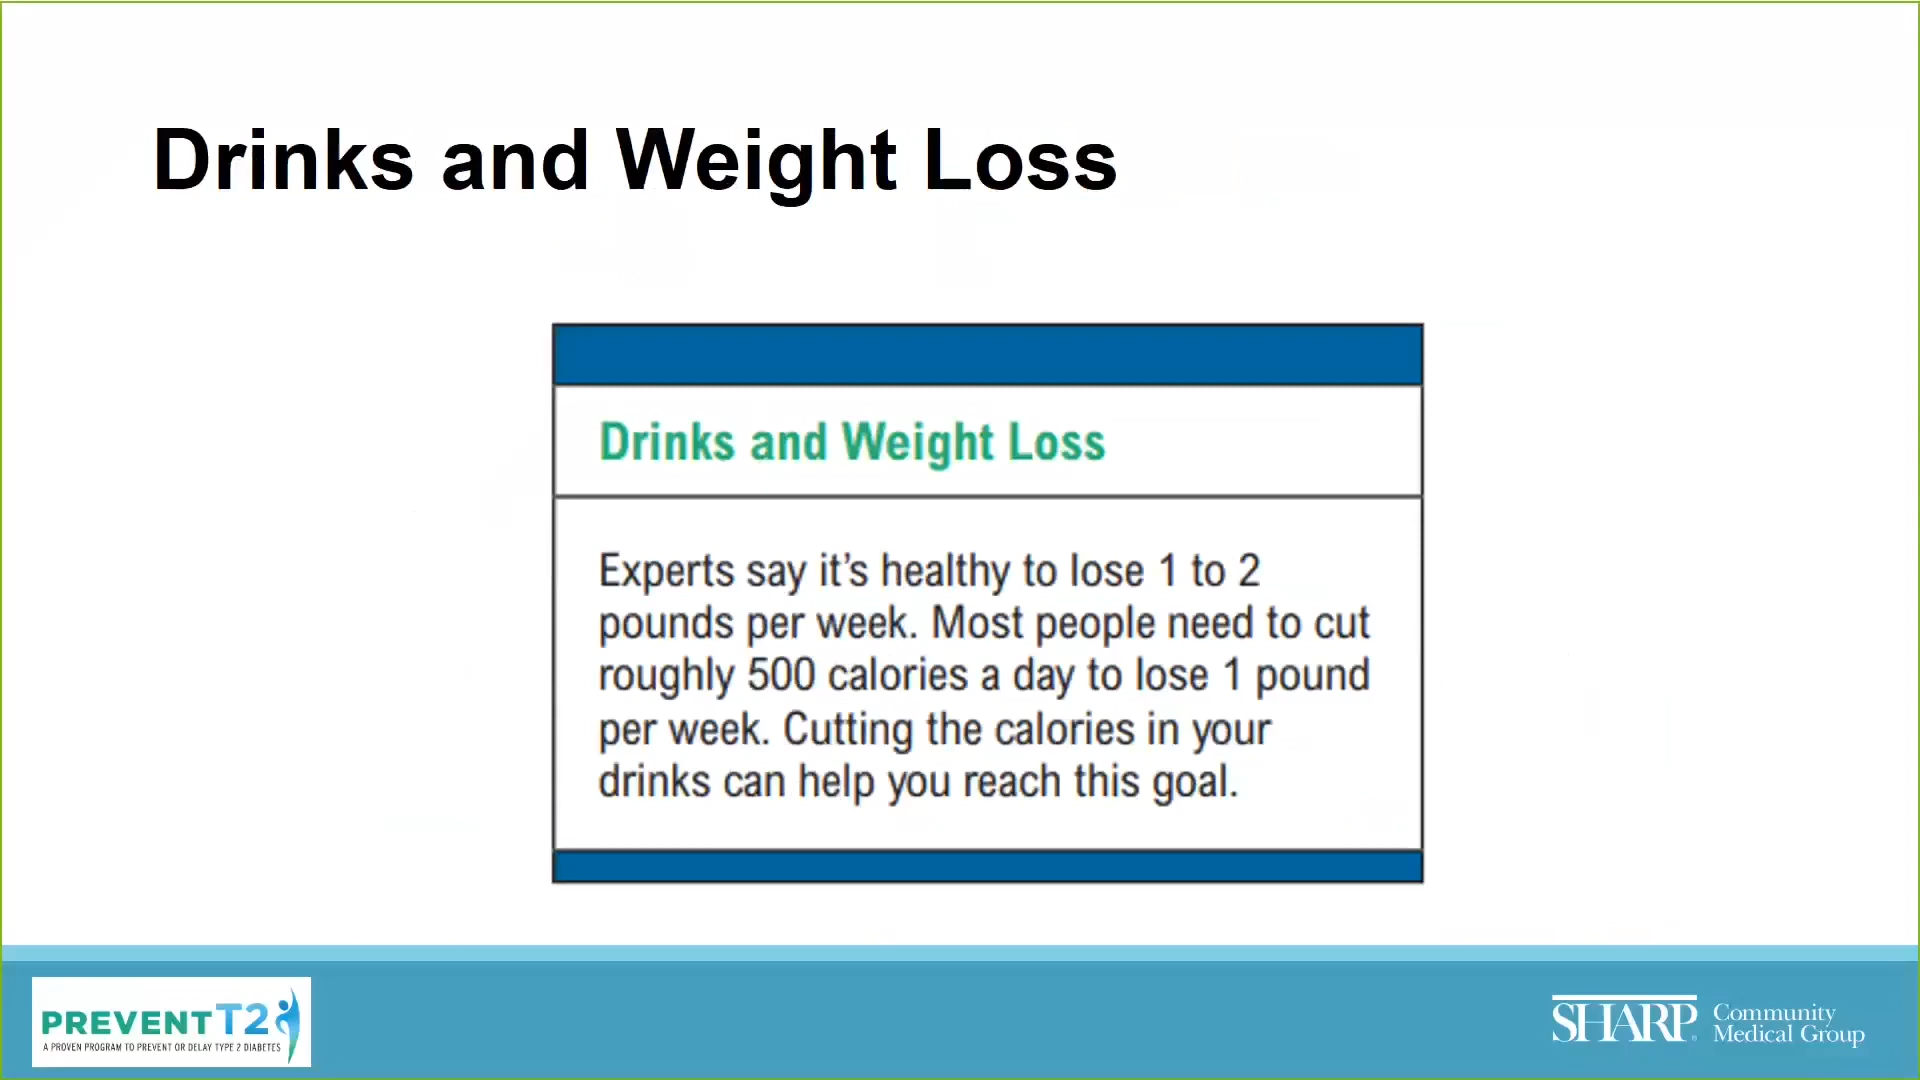 Drinks and Weight Loss
Drinks and Weight Loss
Experts say it’s healthy to lose 1 to 2
pounds per week. Most people need to cut
roughly 500 calories a day to lose 1 pound
per week. Cutting the calories in your
drinks can help you reach this goal.
PREVENT T2
A PROVEN PROGRAM TO PREVENT OR DELAY TYPE 2 DIABETES
SHARP® Community
Medical Group